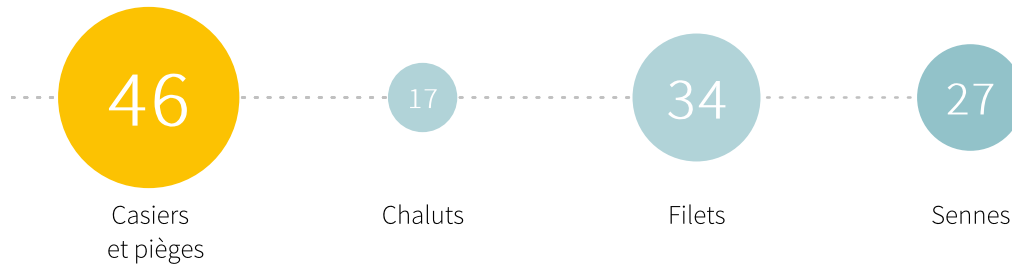 46
17
34
27
Casiers
et pièges
Chaluts
Filets
Sennes